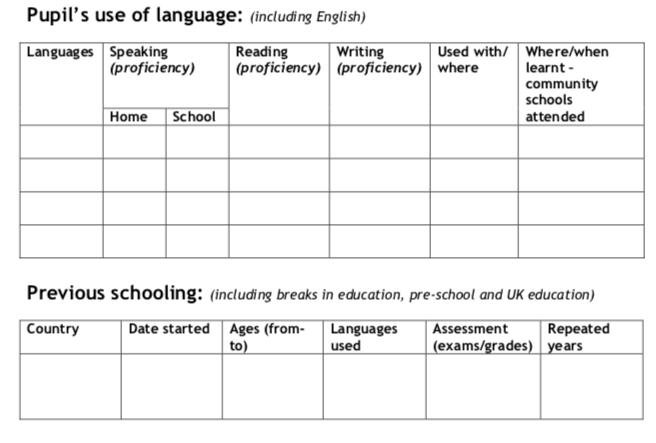 Pupil's use of language: (including English)
Languages Speaking Reading Writing Used with/ Where/when
(proficiency) (proficiency) (proficiency) where learnt -
community
schools
Home School attended
Previous schooling: (including breaks in education, pre-school and UK education)
Country Date started Ages (from- Languages Assessment Repeated
to) used (exams/grades) years